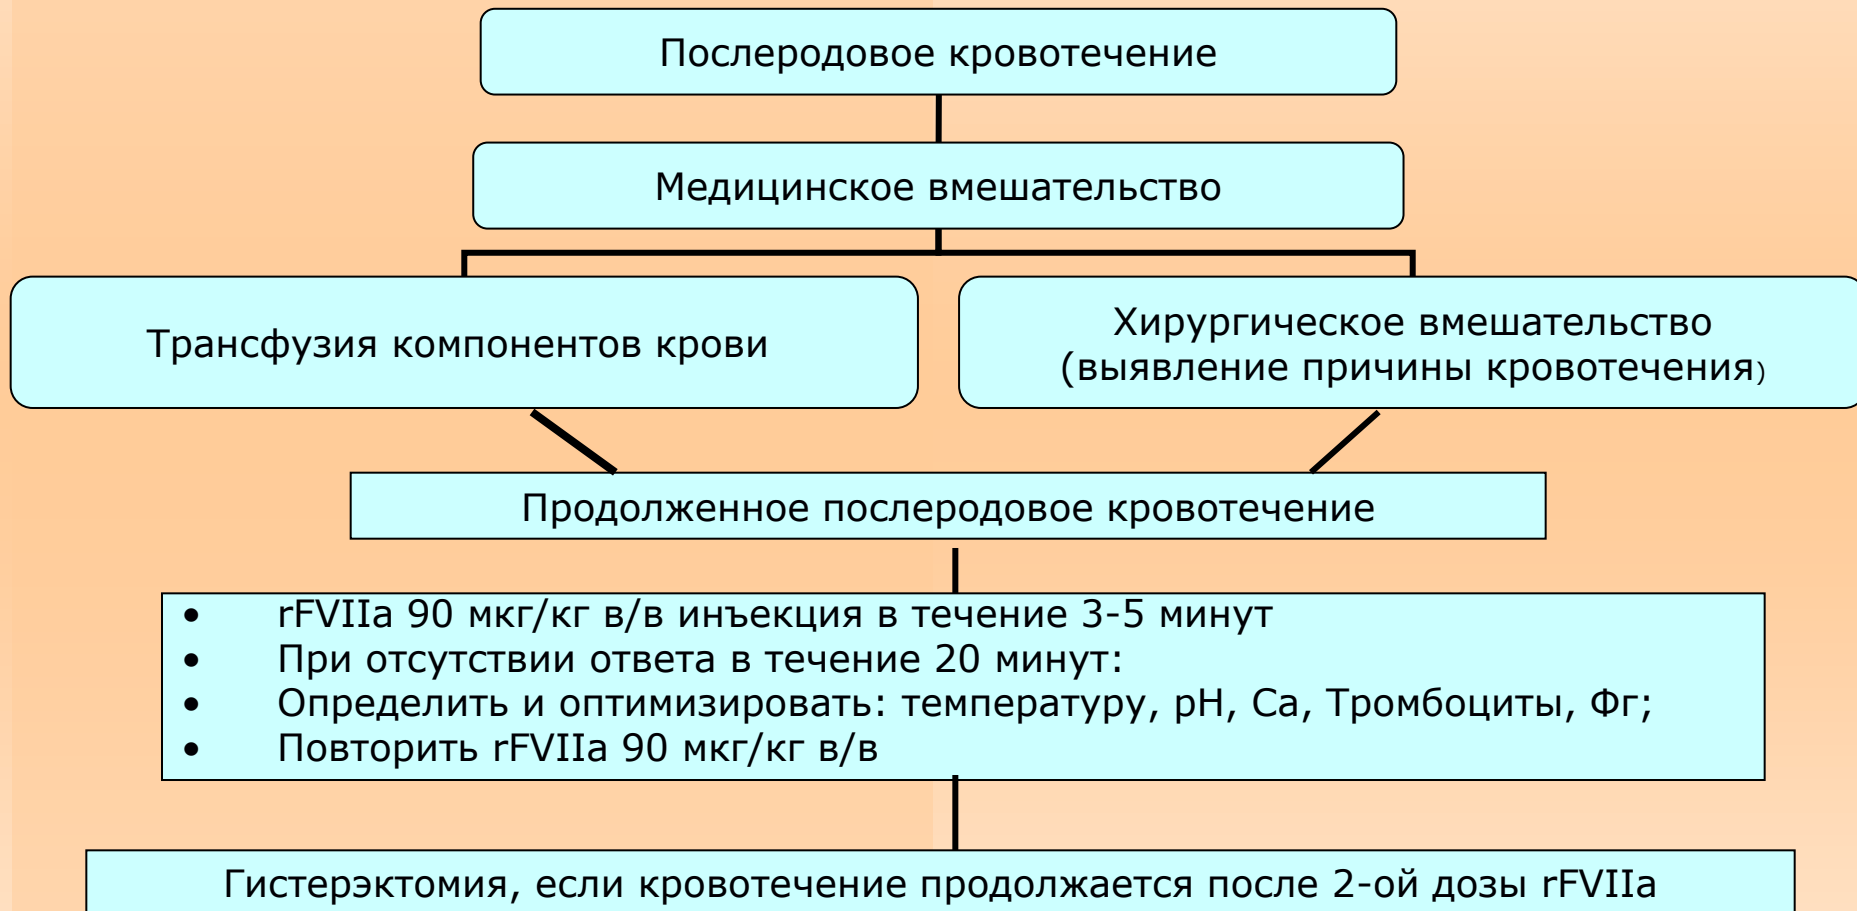 Послеродовое кровотечение
Медицинское вмешательство
Трансфузия компонентов крови
Хирургическое вмешательство
(выявление причины кровотечения)
Продолженное послеродовое кровотечение
• rFVIIa 90 мкг/кг в/в инъекция в течение 3-5 минут
• При отсутствии ответа в течение 20 минут:
• Определить и оптимизировать: температуру, pH, Ca, Тромбоциты, Фг;
• Повторить rFVIIa 90 мкг/кг в/в
Гистерэктомия, если кровотечение продолжается после 2-ой дозы rFVIIa